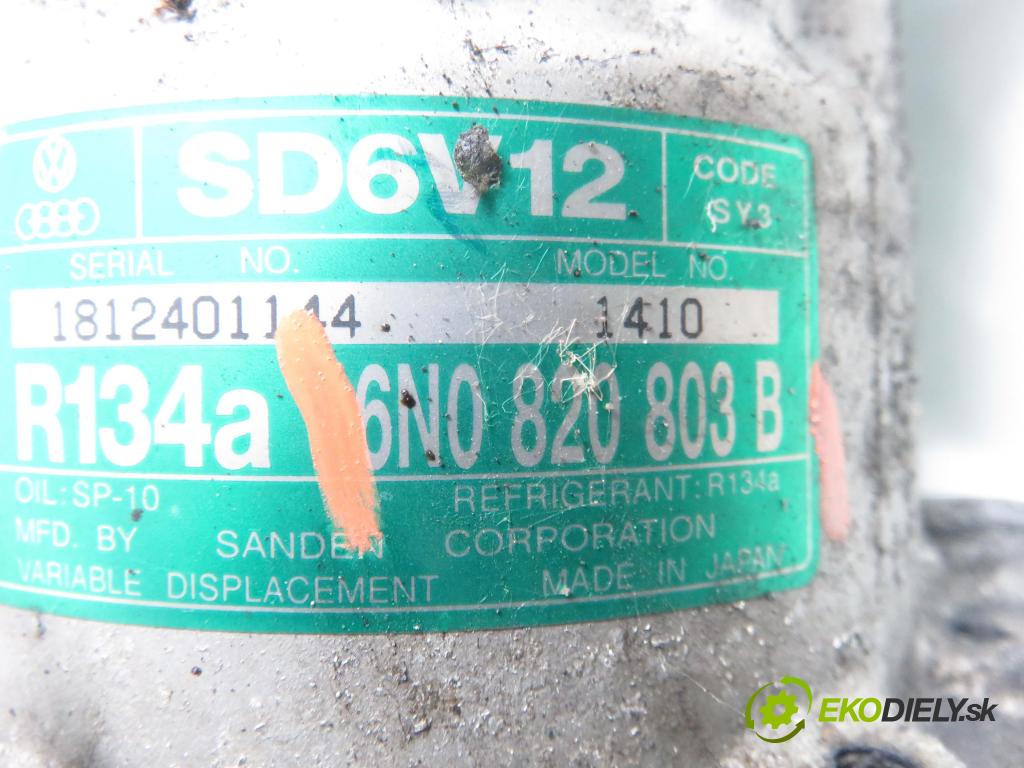 SD6V12
CODE
SY3
SERIAL NO. MODEL NO.
1812401144 1410
R134a 6N0 820 803 B
OIL: SP-10 REFRIGERANT: R134a
MFD. BY SANDEN CORPORATION
VARIABLE DISPLACEMENT MADE IN JAPAN
EKODIELY.sk